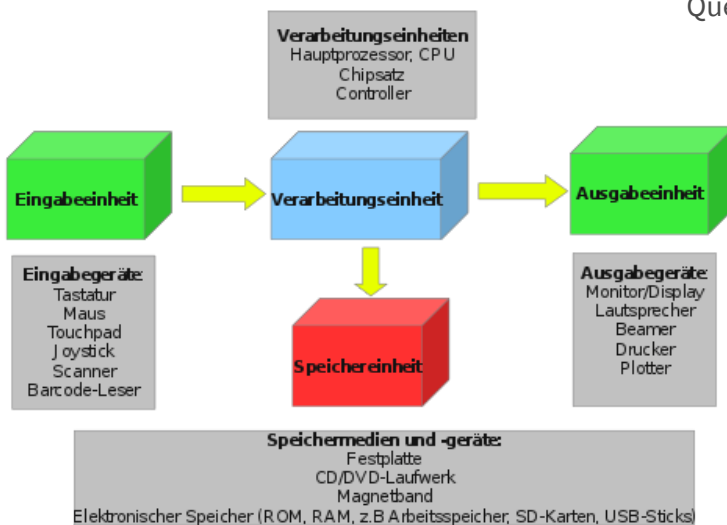 Que
Verarbeitungseinheiten
Hauptprozessor, CPU
Chipsatz
Controller
Eingabeeinheit
Verarbeitungseinheit
Ausgabeeinheit
Eingabegeräte:
Tastatur
Maus
Touchpad
Joystick
Scanner
Barcode-Leser
Speichereinheit
Ausgabegeräte:
Monitor/Display
Lautsprecher
Beamer
Drucker
Plotter
Speichermedien und -geräte:
Festplatte
CD/DVD-Laufwerk
Magnetband
Elektronischer Speicher (ROM, RAM, z.B Arbeitsspeicher, SD-Karten, USB-Sticks)